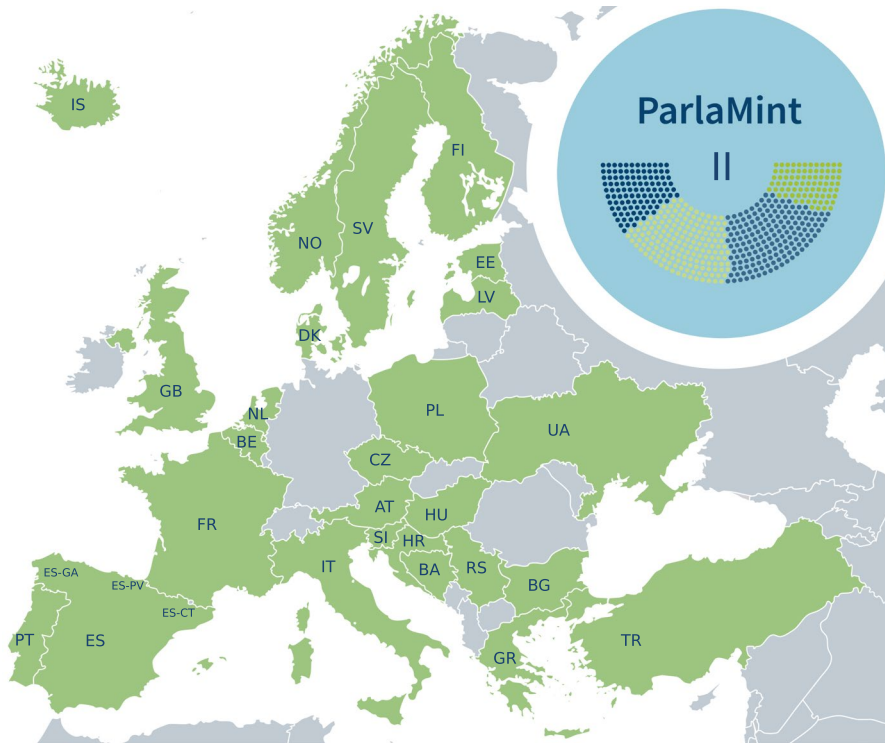 ParlaMint
II
IS
FI
NO
SV
EE
LV
DK
GB
NL
BE
PL
UA
CZ
FR
AT
HU
SI
HR
IT
BA
RS
BG
ES-GA
ES-PV
ES-CT
PT
ES
GR
TR